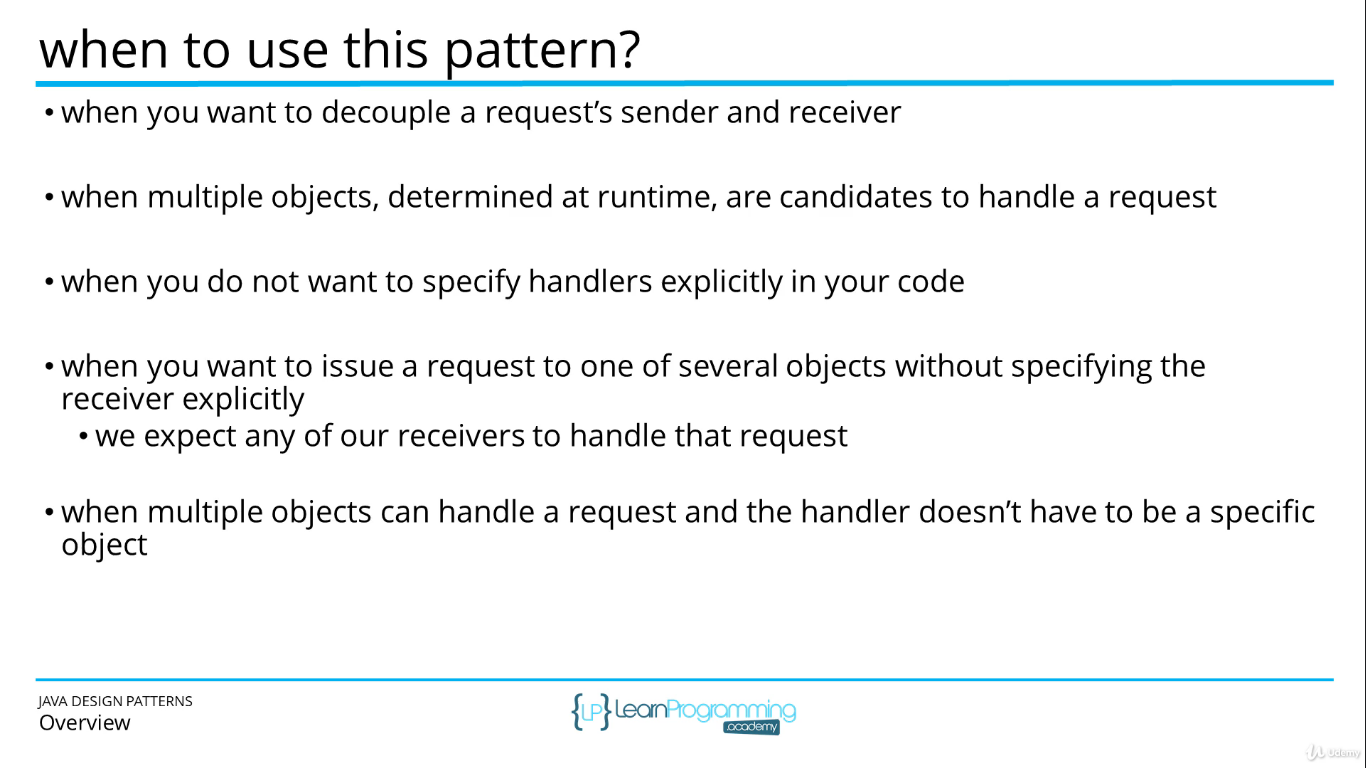 when to use this pattern?
• when you want to decouple a request’s sender and receiver
• when multiple objects, determined at runtime, are candidates to handle a request
• when you do not want to specify handlers explicitly in your code
• when you want to issue a request to one of several objects without specifying the
receiver explicitly
• we expect any of our receivers to handle that request
• when multiple objects can handle a request and the handler doesn’t have to be a specific
object
JAVA DESIGN PATTERNS
Overview
{LP} LearnProgramming
.academy
Udemy